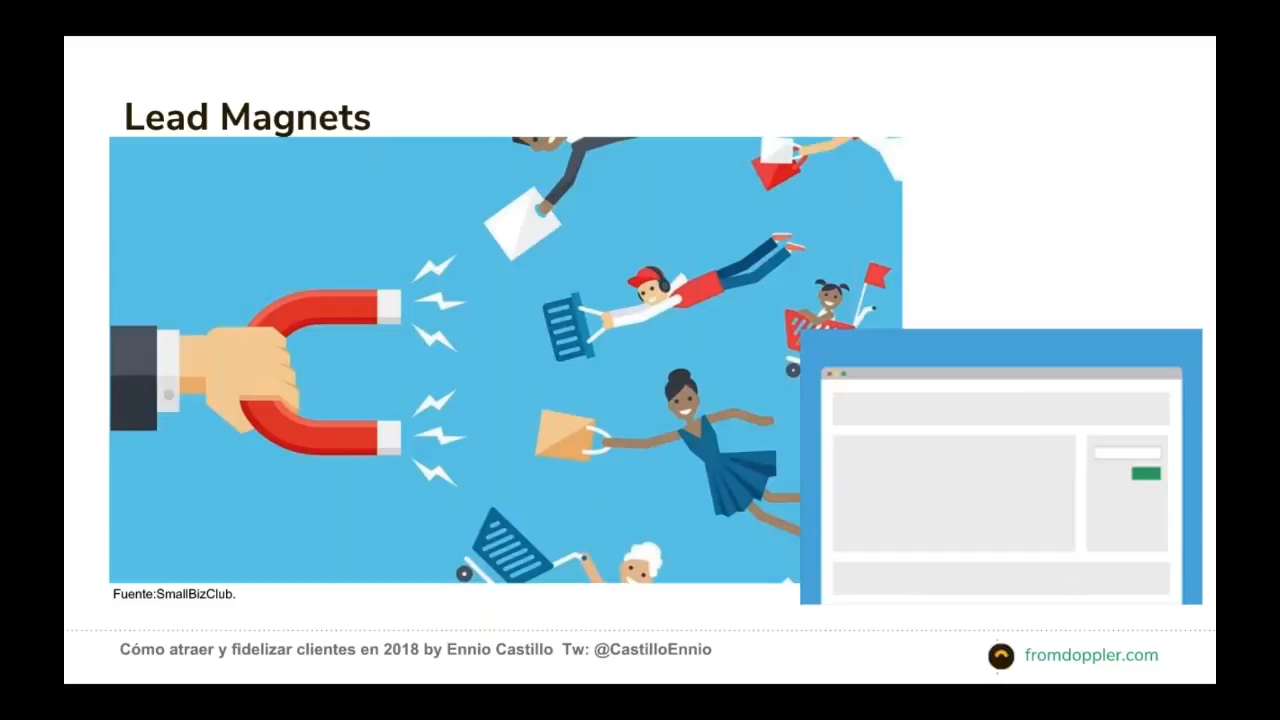 Lead Magnets
Fuente:SmallBizClub.
Cómo atraer y fidelizar clientes en 2018 by Ennio Castillo  Tw: @CastilloEnnio
fromdoppler.com